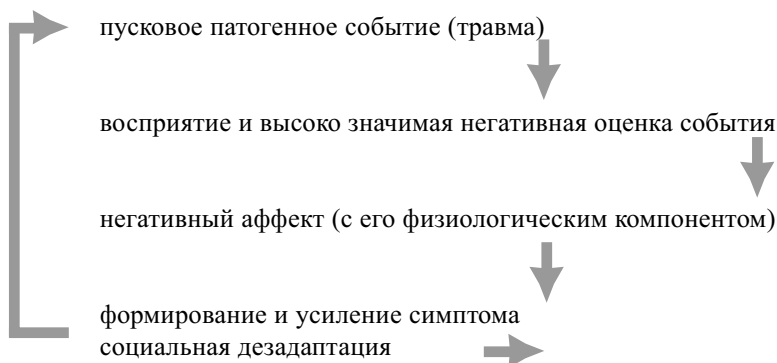 пусковое патогенное событие (травма)
восприятие и высоко значимая негативная оценка события
негативный аффект (с его физиологическим компонентом)
формирование и усиление симптома
социальная дезадаптация